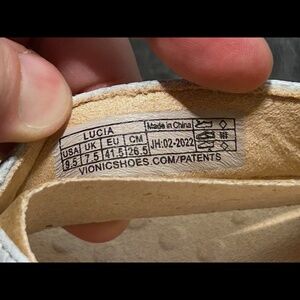 LUCIA
USA UK EU CM
9.5 7.5 41.5 26.5
Made in China
JH:02-2022
VIONICSHOES.COM/PATENTS